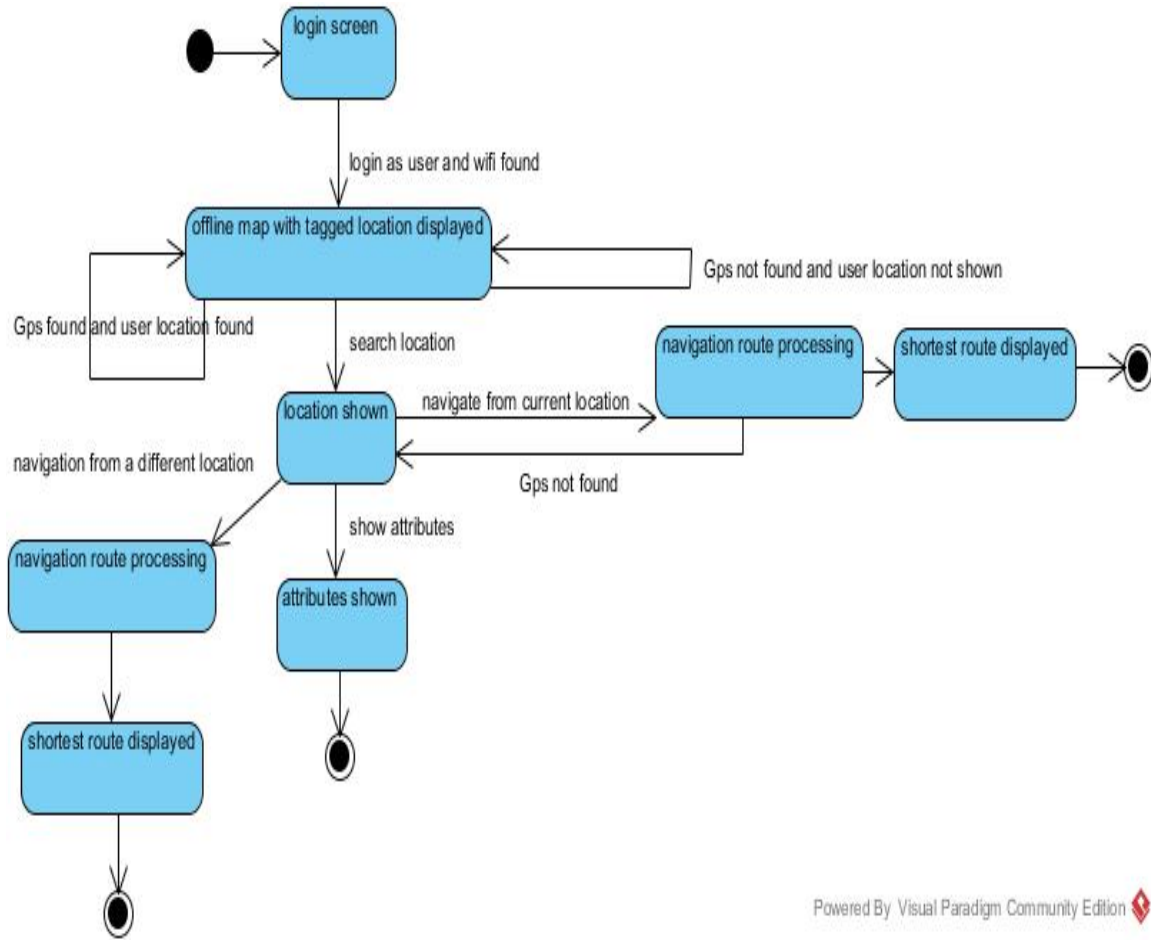 login screen
login as user and wifi found
offline map with tagged location displayed
Gps not found and user location not shown
Gps found and user location found
search location
navigation route processing
shortest route displayed
location shown
navigate from current location
navigation from a different location
Gps not found
show attributes
navigation route processing
attributes shown
shortest route displayed
Powered By Visual Paradigm Community Edition